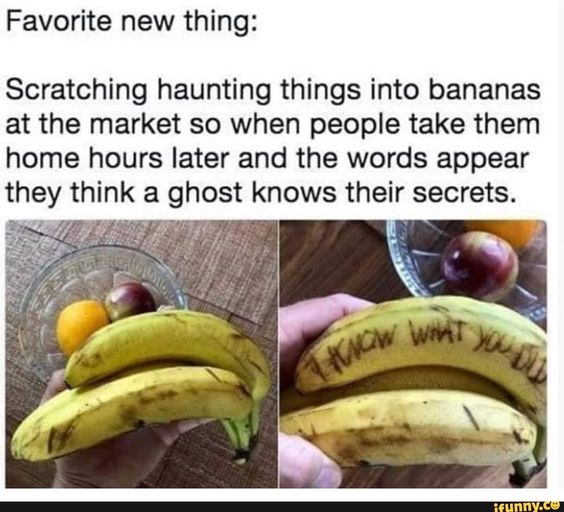 Favorite new thing:
Scratching haunting things into bananas
at the market so when people take them
home hours later and the words appear
they think a ghost knows their secrets.
I KNOW WHAT YOU DID
ifunny.co